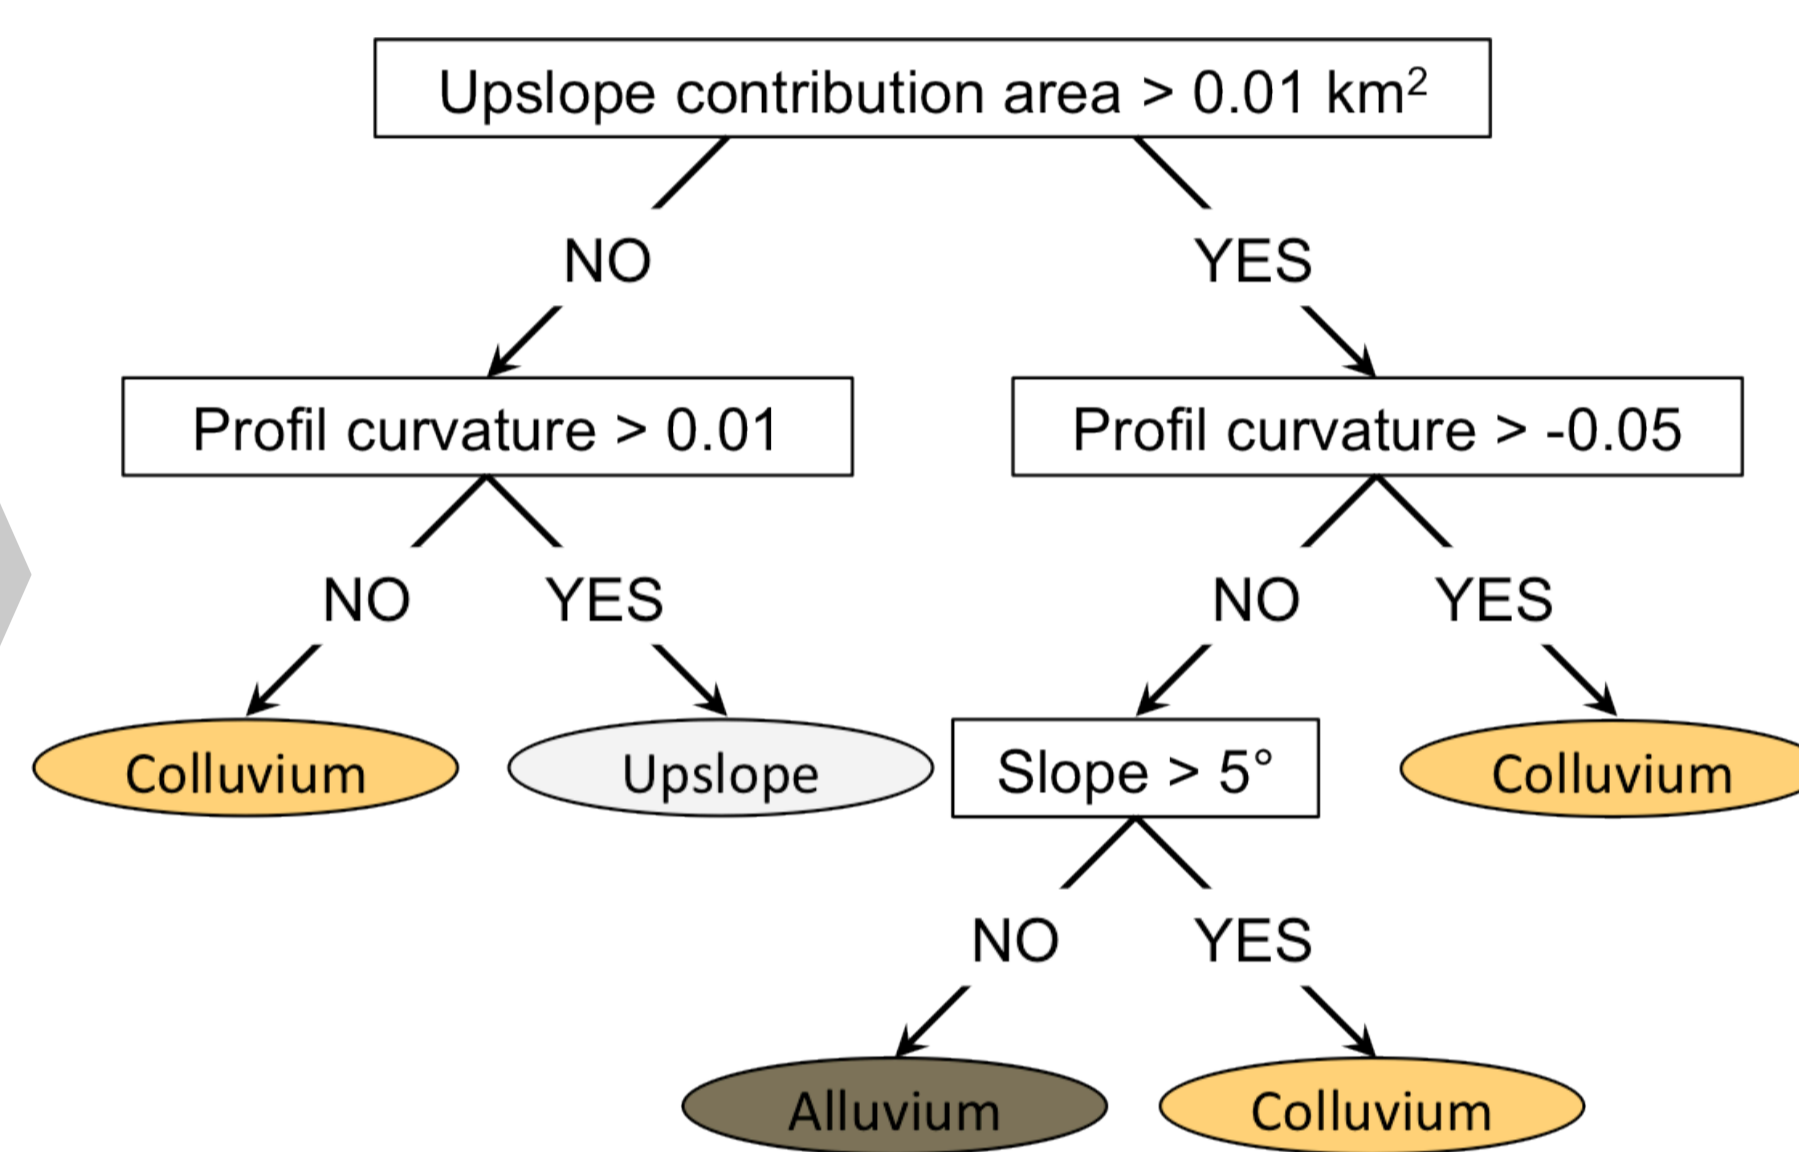 Upslope contribution area > 0.01 km²
NO
YES
Profil curvature > 0.01
Profil curvature > -0.05
NO
YES
NO
YES
Colluvium
Upslope
Slope > 5°
Colluvium
NO
YES
Alluvium
Colluvium